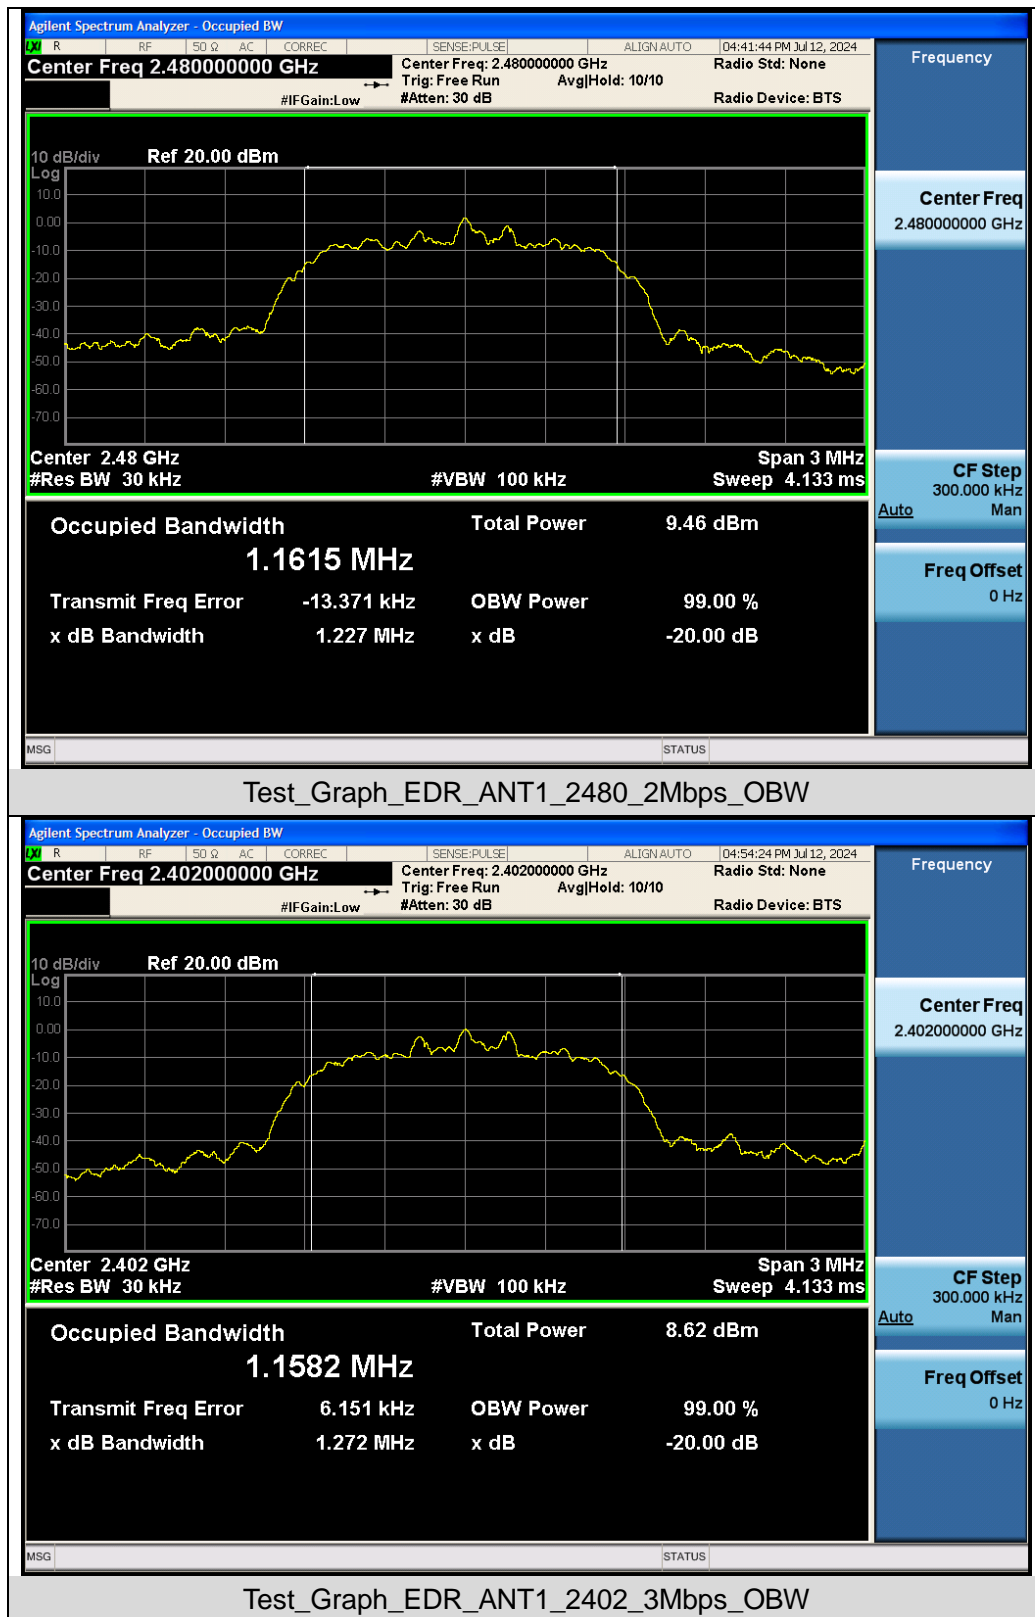 Agilent Spectrum Analyzer - Occupied BW
LXI R RF 50 Ω AC CORREC SENSE:PULSE ALIGN AUTO 04:41:44 PM Jul 12, 2024
Center Freq 2.480000000 GHz
Center Freq: 2.480000000 GHz Radio Std: None
Trig: Free Run Avg|Hold: 10/10
#IFGain:Low #Atten: 30 dB Radio Device: BTS
10 dB/div Ref 20.00 dBm
Log
10.0
0.00
-10.0
-20.0
-30.0
-40.0
-50.0
-60.0
-70.0
Center 2.48 GHz Span 3 MHz
#Res BW 30 kHz #VBW 100 kHz Sweep 4.133 ms
Occupied Bandwidth Total Power 9.46 dBm
1.1615 MHz
Transmit Freq Error -13.371 kHz OBW Power 99.00 %
x dB Bandwidth 1.227 MHz x dB -20.00 dB
MSG STATUS
Frequency
Center Freq
2.480000000 GHz
CF Step
300.000 kHz
Auto Man
Freq Offset
0 Hz
Test_Graph_EDR_ANT1_2480_2Mbps_OBW
Agilent Spectrum Analyzer - Occupied BW
LXI R RF 50 Ω AC CORREC SENSE:PULSE ALIGN AUTO 04:54:24 PM Jul 12, 2024
Center Freq 2.402000000 GHz
Center Freq: 2.402000000 GHz Radio Std: None
Trig: Free Run Avg|Hold: 10/10
#IFGain:Low #Atten: 30 dB Radio Device: BTS
10 dB/div Ref 20.00 dBm
Log
10.0
0.00
-10.0
-20.0
-30.0
-40.0
-50.0
-60.0
-70.0
Center 2.402 GHz Span 3 MHz
#Res BW 30 kHz #VBW 100 kHz Sweep 4.133 ms
Occupied Bandwidth Total Power 8.62 dBm
1.1582 MHz
Transmit Freq Error 6.151 kHz OBW Power 99.00 %
x dB Bandwidth 1.272 MHz x dB -20.00 dB
MSG STATUS
Frequency
Center Freq
2.402000000 GHz
CF Step
300.000 kHz
Auto Man
Freq Offset
0 Hz
Test_Graph_EDR_ANT1_2402_3Mbps_OBW